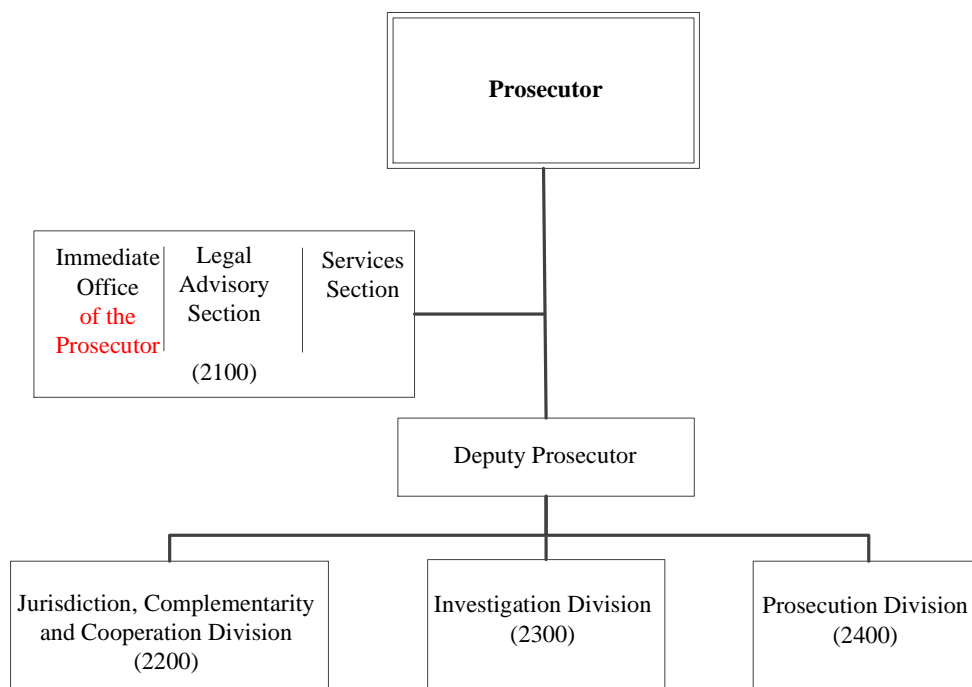 Prosecutor
Immediate
Office
of the
Prosecutor
Legal
Advisory
Section
Services
Section
(2100)
Deputy Prosecutor
Jurisdiction, Complementarity
and Cooperation Division
(2200)
Investigation Division
(2300)
Prosecution Division
(2400)